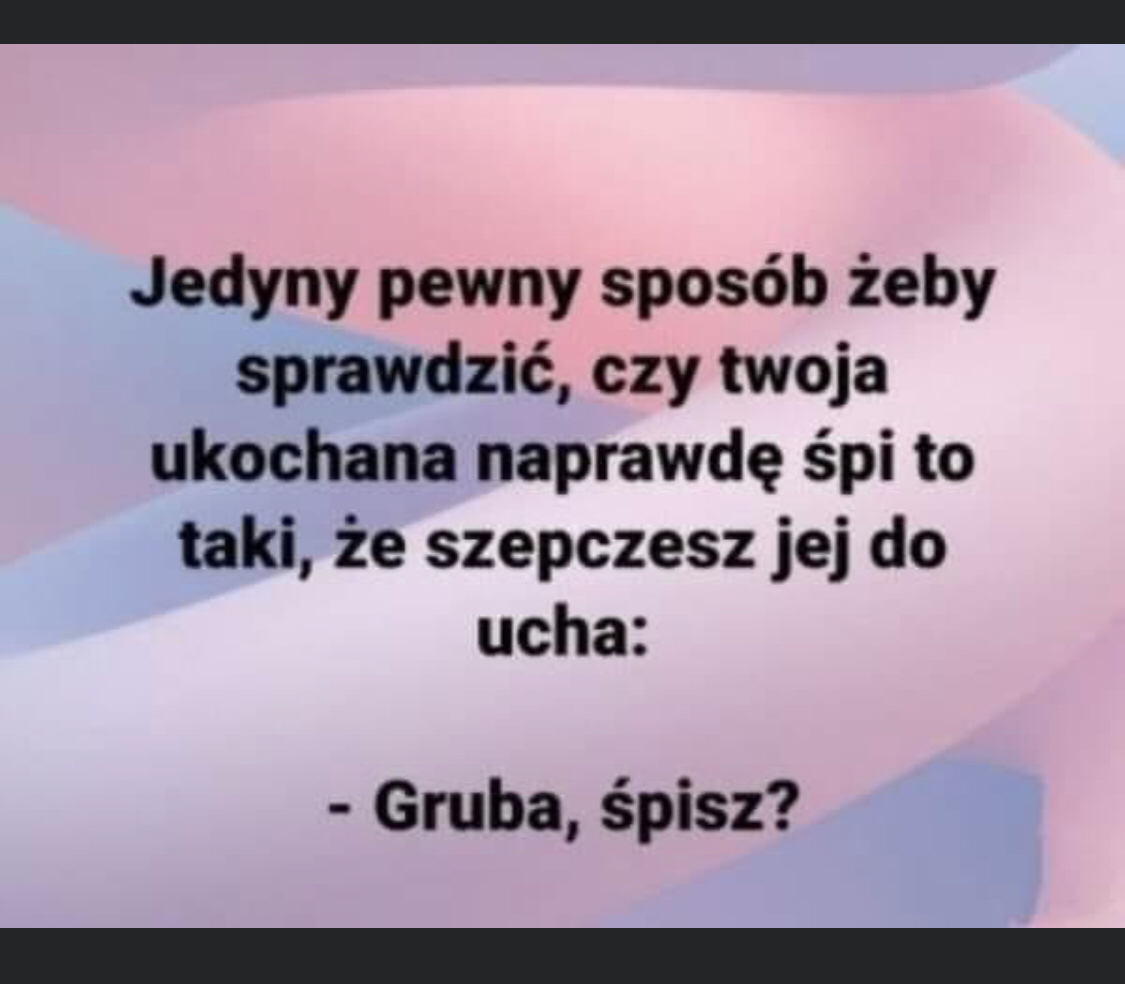 Jedyny pewny sposób żeby
sprawdzić, czy twoja
ukochana naprawdę śpi to
taki, że szepczesz jej do
ucha:
- Gruba, śpisz?